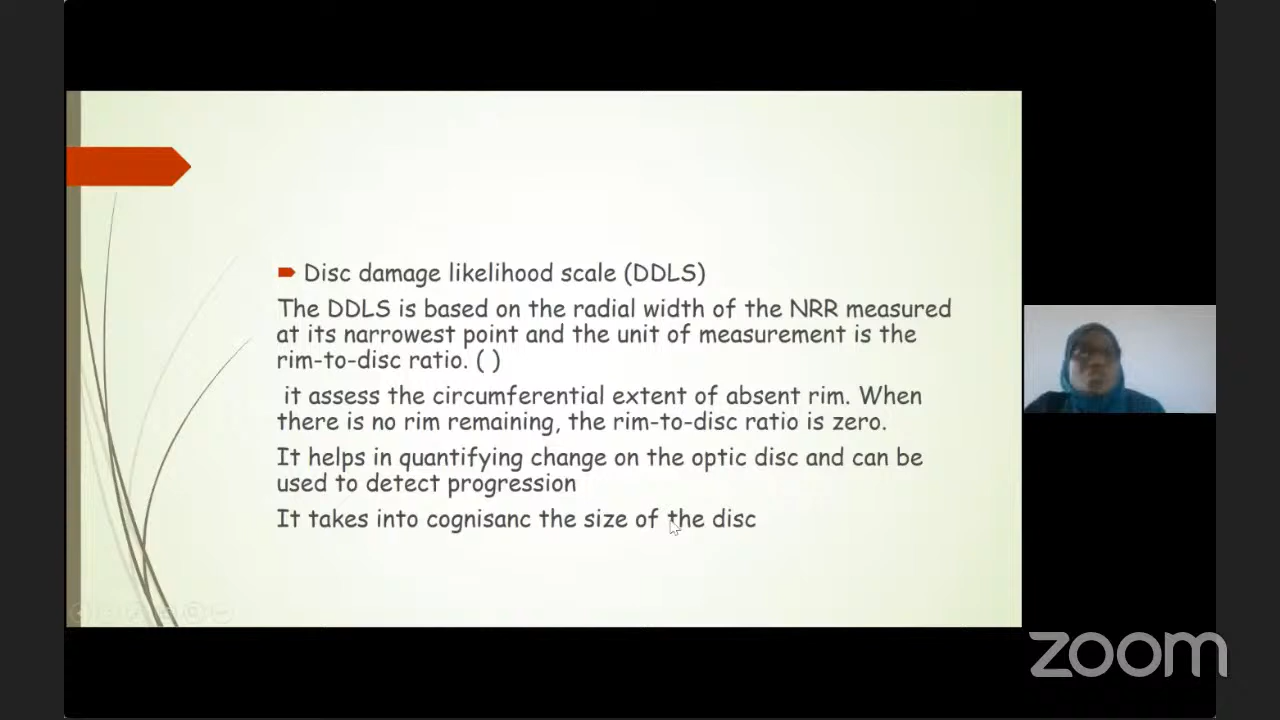 Disc damage likelihood scale (DDLS)
The DDLS is based on the radial width of the NRR measured
at its narrowest point and the unit of measurement is the
rim-to-disc ratio. ( )
it assess the circumferential extent of absent rim. When
there is no rim remaining, the rim-to-disc ratio is zero.
It helps in quantifying change on the optic disc and can be
used to detect progression
It takes into cognisanc the size of the disc
zoom